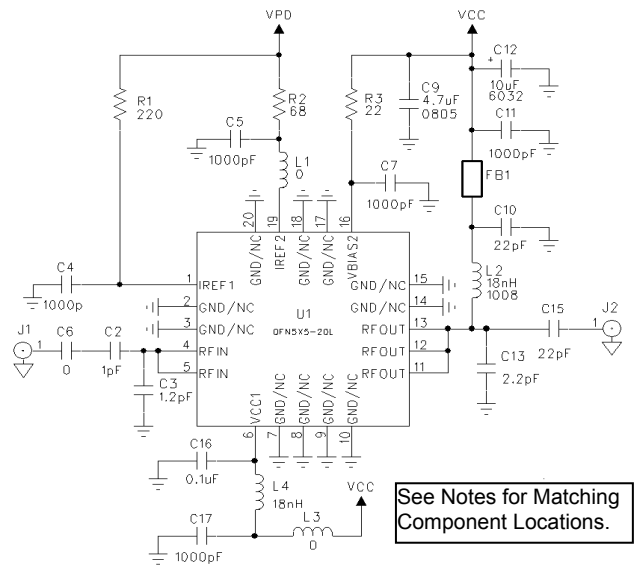 VPD
VCC
R1
220
R2
68
C5
1000pF
L1
0
R3
22
C9
4.7uF
0805
+
C12
10uF
6032
C11
1000pF
FB1
C7
1000pF
C10
22pF
L2
18nH
1008
20
19
18
17
16
GND/NC
IREF2
GND/NC
GND/NC
VBIAS2
C4
1000p
1
IREF1
2
GND/NC
3
GND/NC
4
RFIN
5
RFIN
U1
QFN5X5-20L
GND/NC
15
GND/NC
14
RFOUT
13
RFOUT
12
RFOUT
11
J1
1
C6
0
C2
1pF
C3
1.2pF
C15
22pF
J2
1
C13
2.2pF
VCC1
GND/NC
GND/NC
GND/NC
GND/NC
6
7
8
9
10
C16
0.1uF
L4
18nH
C17
1000pF
L3
0
VCC
See Notes for Matching
Component Locations.